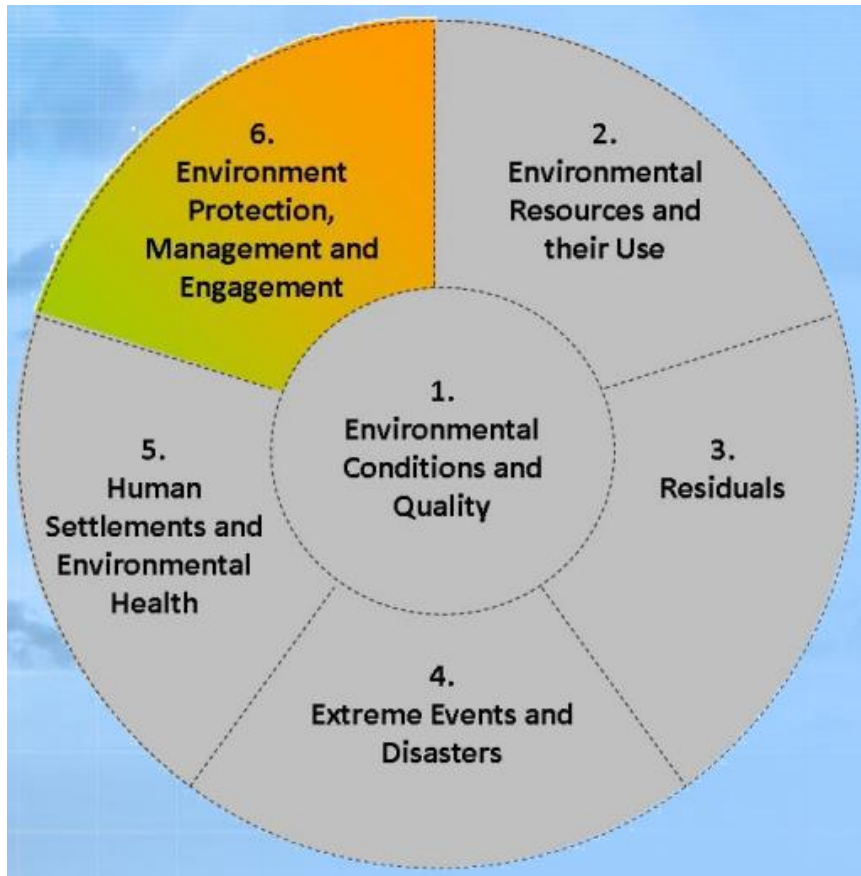 1.
Environmental
Conditions and
Quality
2.
Environmental
Resources and
their Use
3.
Residuals
4.
Extreme Events and
Disasters
5.
Human
Settlements and
Environmental
Health
6.
Environment
Protection,
Management and
Engagement